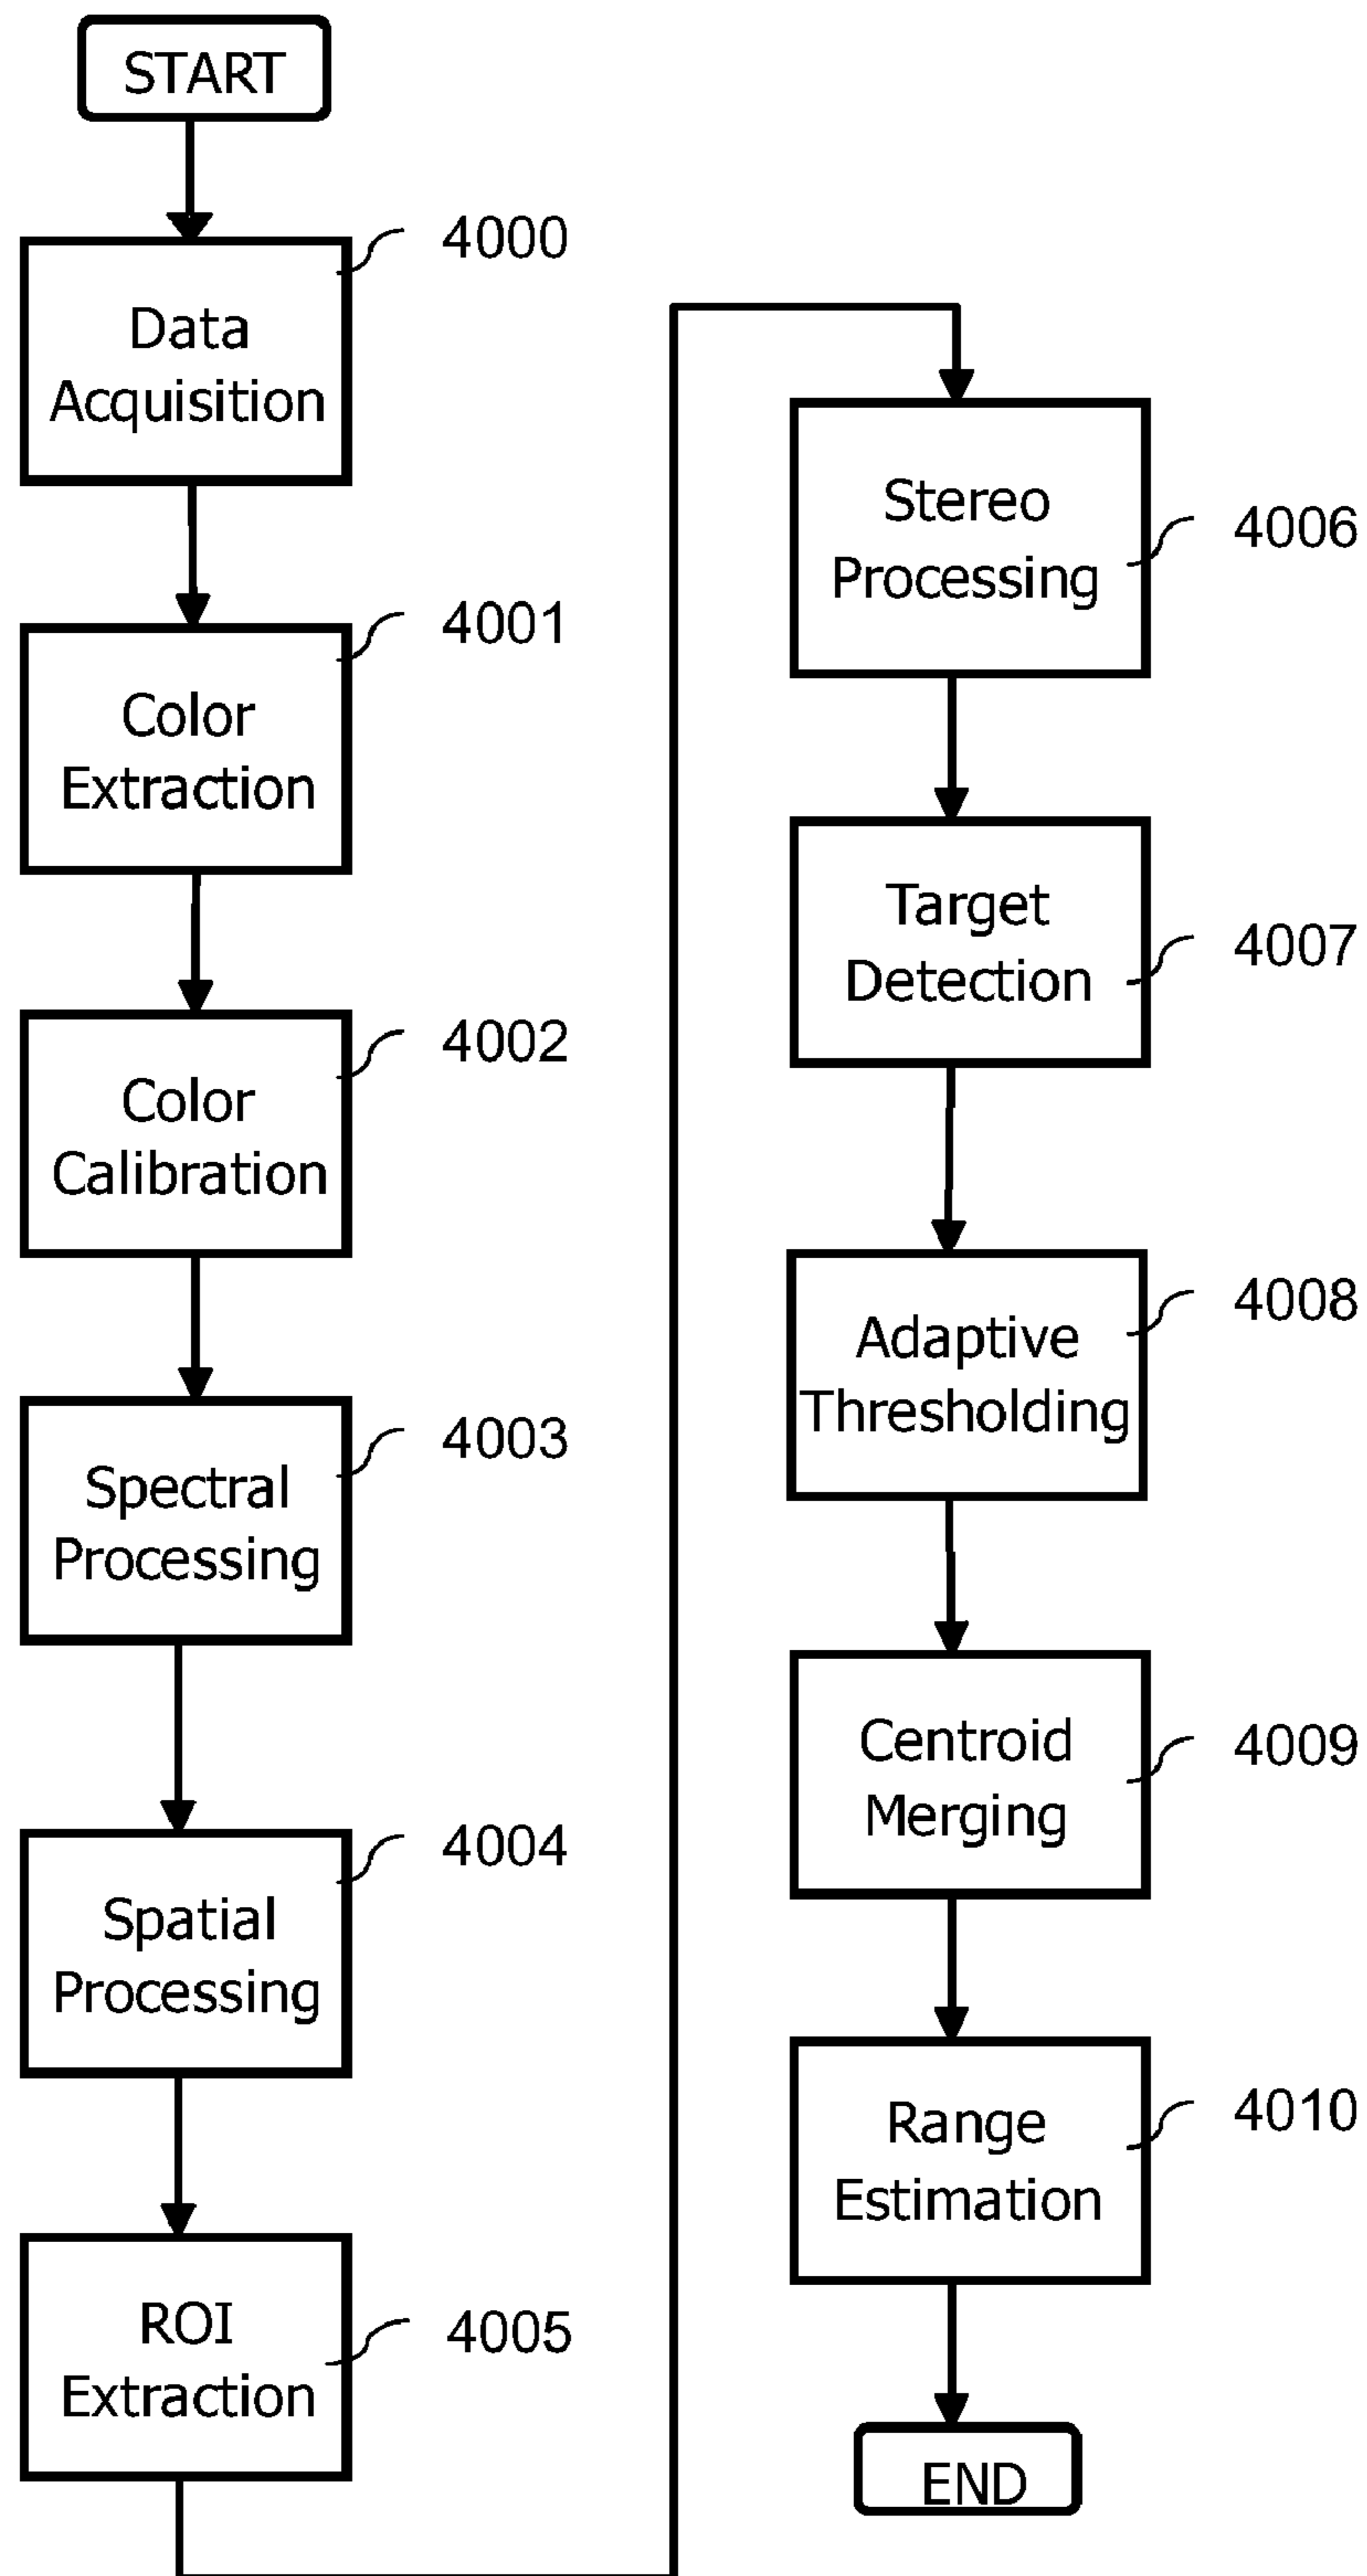 START
4000
Data
Acquisition
4001
Color
Extraction
4002
Color
Calibration
4003
Spectral
Processing
4004
Spatial
Processing
4005
ROI
Extraction
Stereo
Processing
4006
Target
Detection
4007
Adaptive
Thresholding
4008
Centroid
Merging
4009
Range
Estimation
4010
END